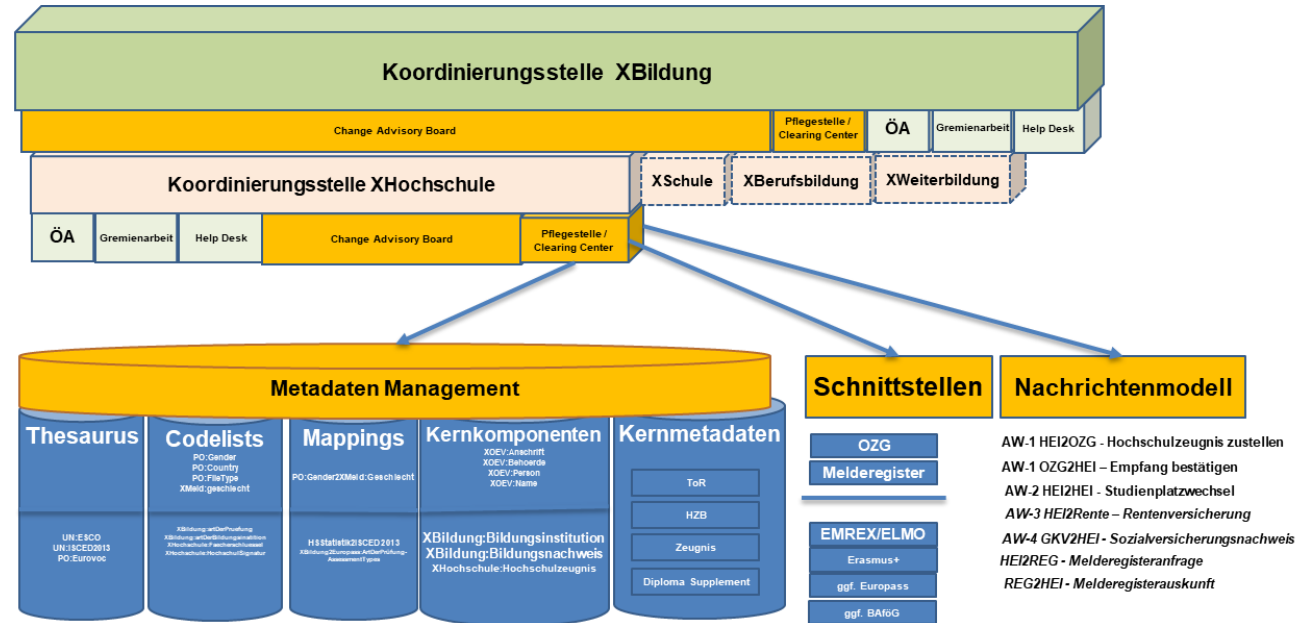 Koordinierungsstelle XBildung
Change Advisory Board
Pflegestelle /
Clearing Center
ÖA
Gremienarbeit
Help Desk
Koordinierungsstelle XHochschule
XSchule
XBerufsbildung
XWeiterbildung
ÖA
Gremienarbeit
Help Desk
Change Advisory Board
Pflegestelle /
Clearing Center
Metadaten Management
Thesaurus
UN:ESCO
UN:ISCED2013
PO:Eurovoc
Codelists
PO:Gender
PO:Country
PO:FileType
XMeld:geschlecht
XBildung:artDerPruefung
XBildung:artDerBildungsinstitution
XHochschule:Faecherschluessel
XHochschule:HochschulSignatur
Mappings
PO:Gender2XMeld:Geschlecht
HSStatistik2ISCED2013
XBildung2Europass:ArtDerPrüfung-
AssessmentTypes
Kernkomponenten
XOEV:Anschrift
XOEV:Behoerde
XOEV:Person
XOEV:Name
XBildung:Bildungsinstitution
XBildung:Bildungsnachweis
XHochschule:Hochschulzeugnis
Kernmetadaten
ToR
HZB
Zeugnis
Diploma Supplement
Schnittstellen
OZG
Melderegister
EMREX/ELMO
Erasmus+
ggf. Europass
ggf. BAföG
Nachrichtenmodell
AW-1 HEI2OZG - Hochschulzeugnis zustellen
AW-1 OZG2HEI – Empfang bestätigen
AW-2 HEI2HEI - Studienplatzwechsel
AW-3 HEI2Rente – Rentenversicherung
AW-4 GKV2HEI - Sozialversicherungsnachweis
HEI2REG - Melderegisteranfrage
REG2HEI - Melderegisterauskunft